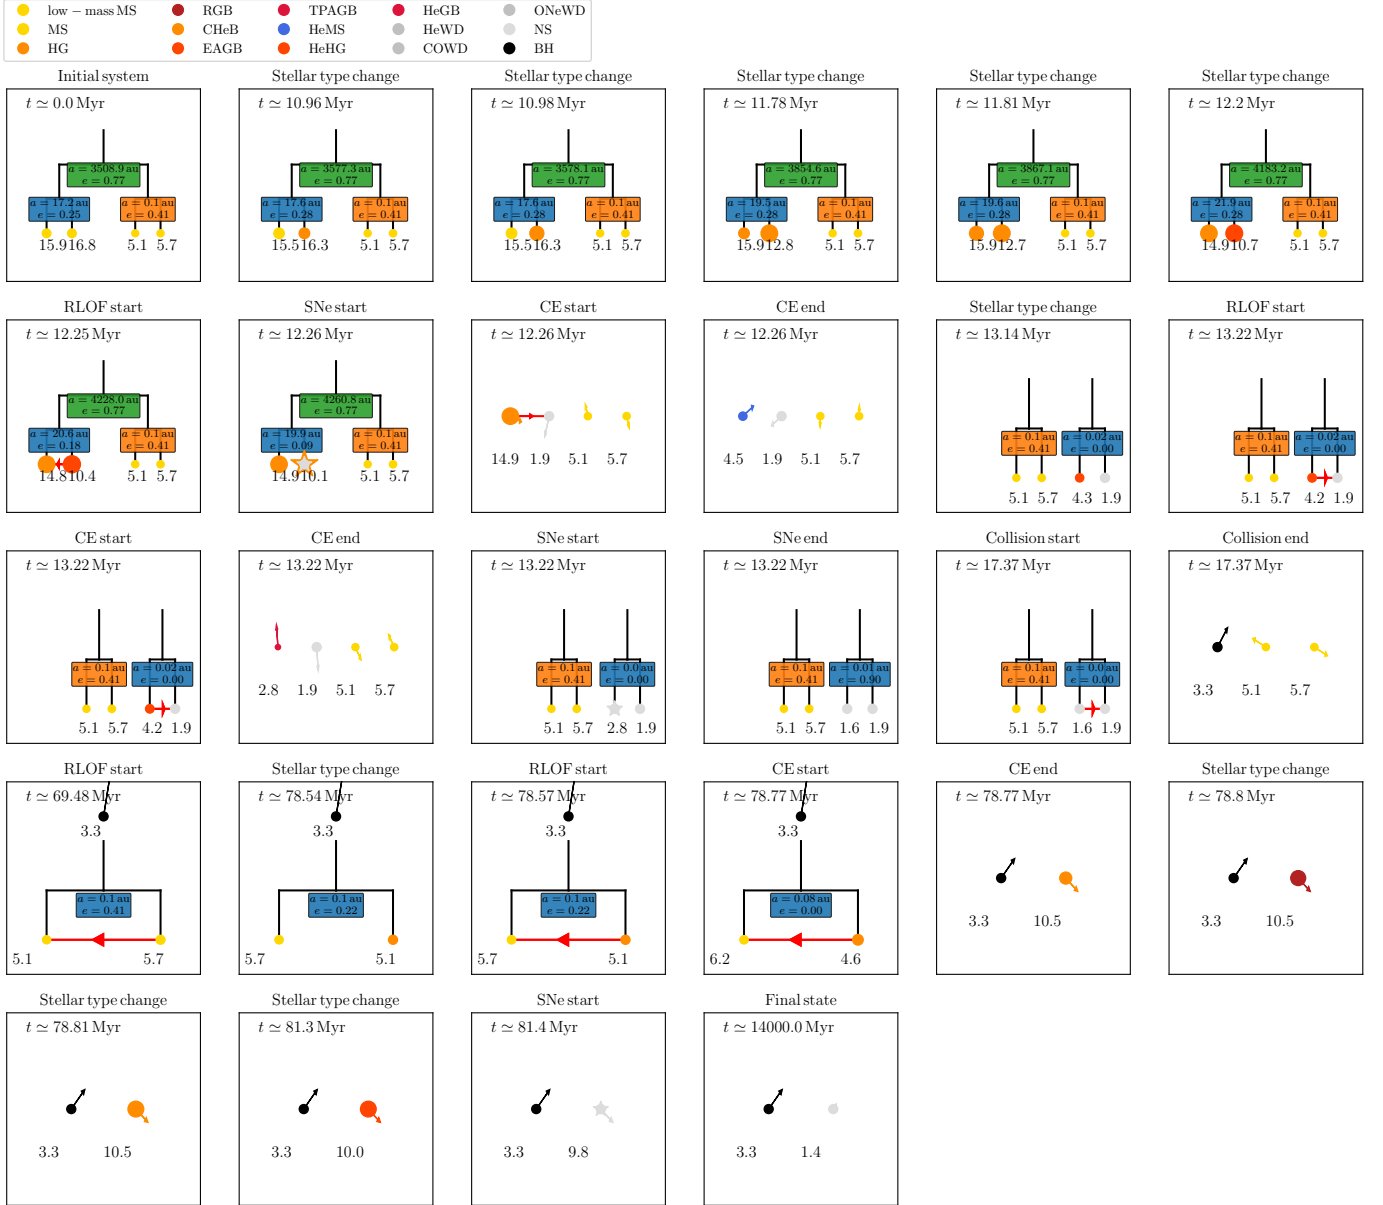 low − mass MS RGB TPAGB HeGB ONeWD
MS CHeB HeMS HeWD NS
HG EAGB HeHG COWD BH
Initial system
t ≃ 0.0 Myr
a = 3508.9 au
e = 0.77
a = 17.2 au
e = 0.25
a = 0.1 au
e = 0.41
15.9 16.8 5.1 5.7
Stellar type change
t ≃ 10.96 Myr
a = 3577.3 au
e = 0.77
a = 17.6 au
e = 0.28
a = 0.1 au
e = 0.41
15.5 16.3 5.1 5.7
Stellar type change
t ≃ 10.98 Myr
a = 3578.1 au
e = 0.77
a = 17.6 au
e = 0.28
a = 0.1 au
e = 0.41
15.5 16.3 5.1 5.7
Stellar type change
t ≃ 11.78 Myr
a = 3854.6 au
e = 0.77
a = 19.5 au
e = 0.28
a = 0.1 au
e = 0.41
15.9 12.8 5.1 5.7
Stellar type change
t ≃ 11.81 Myr
a = 3867.1 au
e = 0.77
a = 19.6 au
e = 0.28
a = 0.1 au
e = 0.41
15.9 12.7 5.1 5.7
Stellar type change
t ≃ 12.2 Myr
a = 4183.2 au
e = 0.77
a = 21.9 au
e = 0.28
a = 0.1 au
e = 0.41
14.9 10.7 5.1 5.7
RLOF start
t ≃ 12.25 Myr
a = 4228.0 au
e = 0.77
a = 20.6 au
e = 0.18
a = 0.1 au
e = 0.41
14.8 10.4 5.1 5.7
SNe start
t ≃ 12.26 Myr
a = 4260.8 au
e = 0.77
a = 19.9 au
e = 0.09
a = 0.1 au
e = 0.41
14.9 10.1 5.1 5.7
CE start
t ≃ 12.26 Myr
14.9 1.9 5.1 5.7
CE end
t ≃ 12.26 Myr
4.5 1.9 5.1 5.7
Stellar type change
t ≃ 13.14 Myr
a = 0.1 au
e = 0.41
a = 0.02 au
e = 0.00
5.1 5.7 4.3 1.9
RLOF start
t ≃ 13.22 Myr
a = 0.1 au
e = 0.41
a = 0.02 au
e = 0.00
5.1 5.7 4.2 1.9
CE start
t ≃ 13.22 Myr
a = 0.1 au
e = 0.41
a = 0.02 au
e = 0.00
5.1 5.7 4.2 1.9
CE end
t ≃ 13.22 Myr
2.8 1.9 5.1 5.7
SNe start
t ≃ 13.22 Myr
a = 0.1 au
e = 0.41
a = 0.0 au
e = 0.00
5.1 5.7 2.8 1.9
SNe end
t ≃ 13.22 Myr
a = 0.1 au
e = 0.41
a = 0.01 au
e = 0.90
5.1 5.7 1.6 1.9
Collision start
t ≃ 17.37 Myr
a = 0.1 au
e = 0.41
a = 0.0 au
e = 0.00
5.1 5.7 1.6 1.9
Collision end
t ≃ 17.37 Myr
3.3 5.1 5.7
RLOF start
t ≃ 69.48 Myr
3.3
a = 0.1 au
e = 0.41
5.1 5.7
Stellar type change
t ≃ 78.54 Myr
3.3
a = 0.1 au
e = 0.22
5.7 5.1
RLOF start
t ≃ 78.57 Myr
3.3
a = 0.1 au
e = 0.22
5.7 5.1
CE start
t ≃ 78.77 Myr
3.3
a = 0.08 au
e = 0.00
6.2 4.6
CE end
t ≃ 78.77 Myr
3.3 10.5
Stellar type change
t ≃ 78.8 Myr
3.3 10.5
Stellar type change
t ≃ 78.81 Myr
3.3 10.5
Stellar type change
t ≃ 81.3 Myr
3.3 10.0
SNe start
t ≃ 81.4 Myr
3.3 9.8
Final state
t ≃ 14000.0 Myr
3.3 1.4